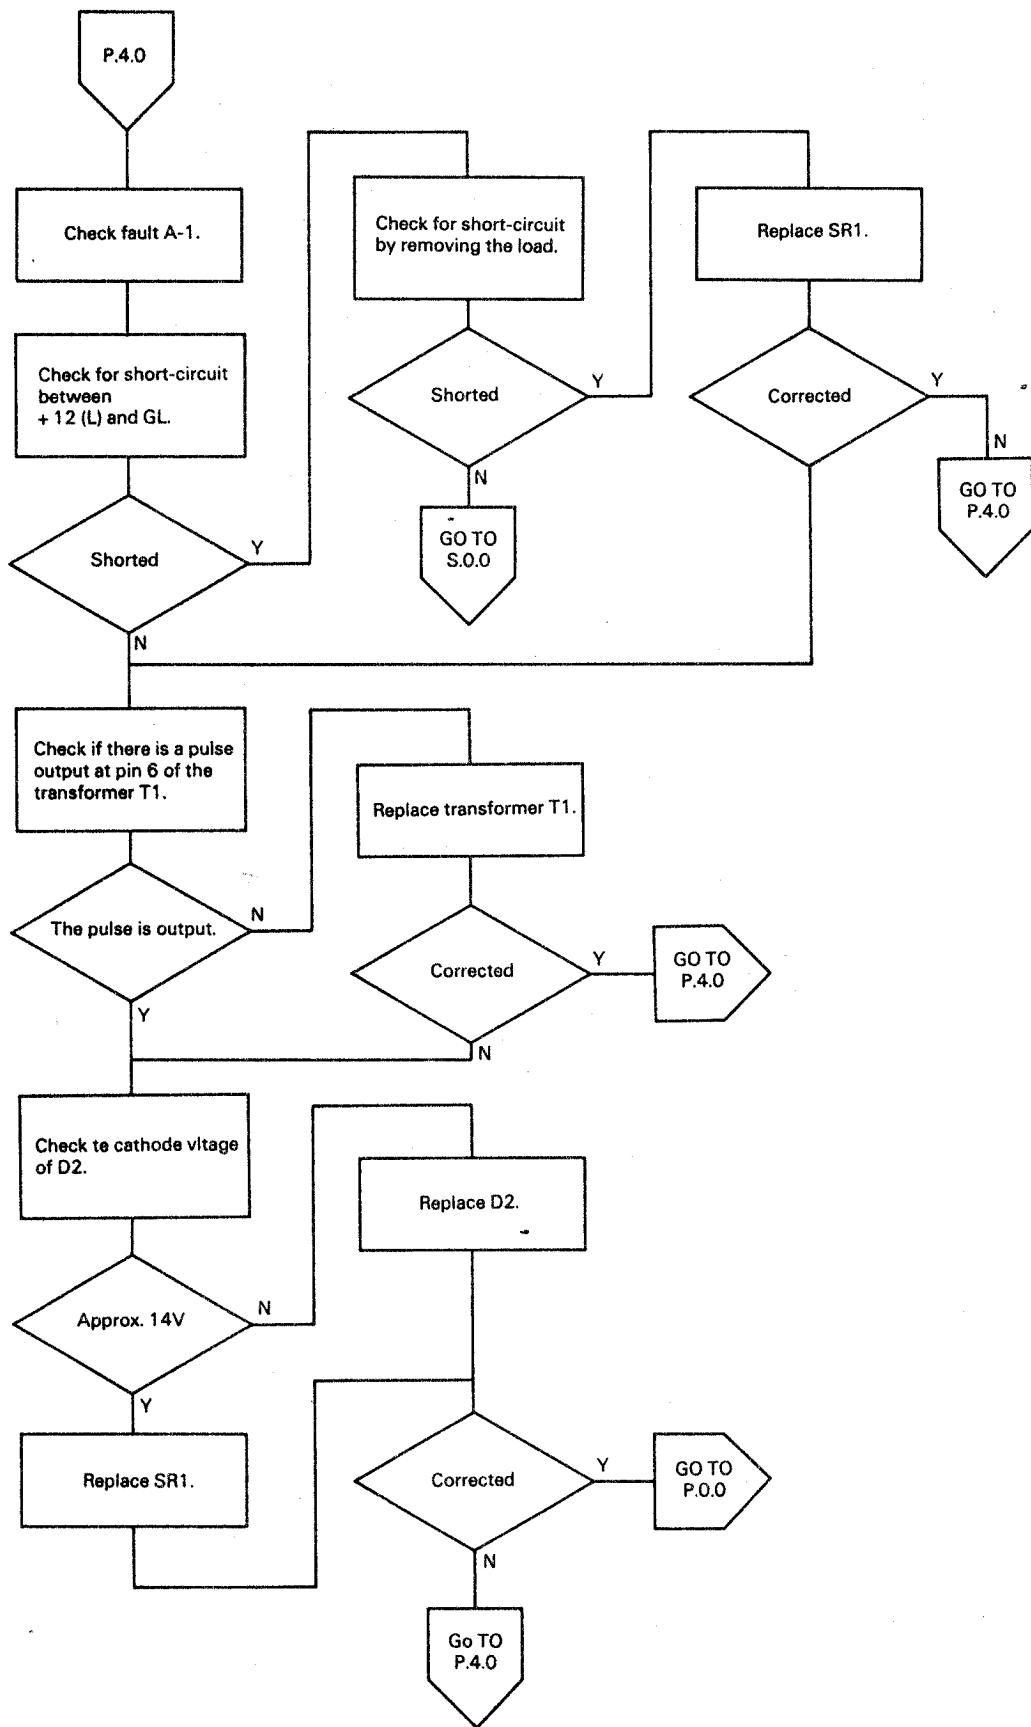 P.4.0
Check fault A-1.
Check for short-circuit
between
+ 12 (L) and GL.
Shorted
Y
N
Check for short-circuit
by removing the load.
Shorted
Y
N
GO TO
S.0.0
Replace SR1.
Corrected
Y
N
GO TO
P.4.0
Check if there is a pulse
output at pin 6 of the
transformer T1.
The pulse is output.
N
Y
Replace transformer T1.
Corrected
Y
N
GO TO
P.4.0
Check te cathode vltage
of D2.
Approx. 14V
N
Y
Replace D2.
Replace SR1.
Corrected
Y
N
GO TO
P.0.0
Go TO
P.4.0